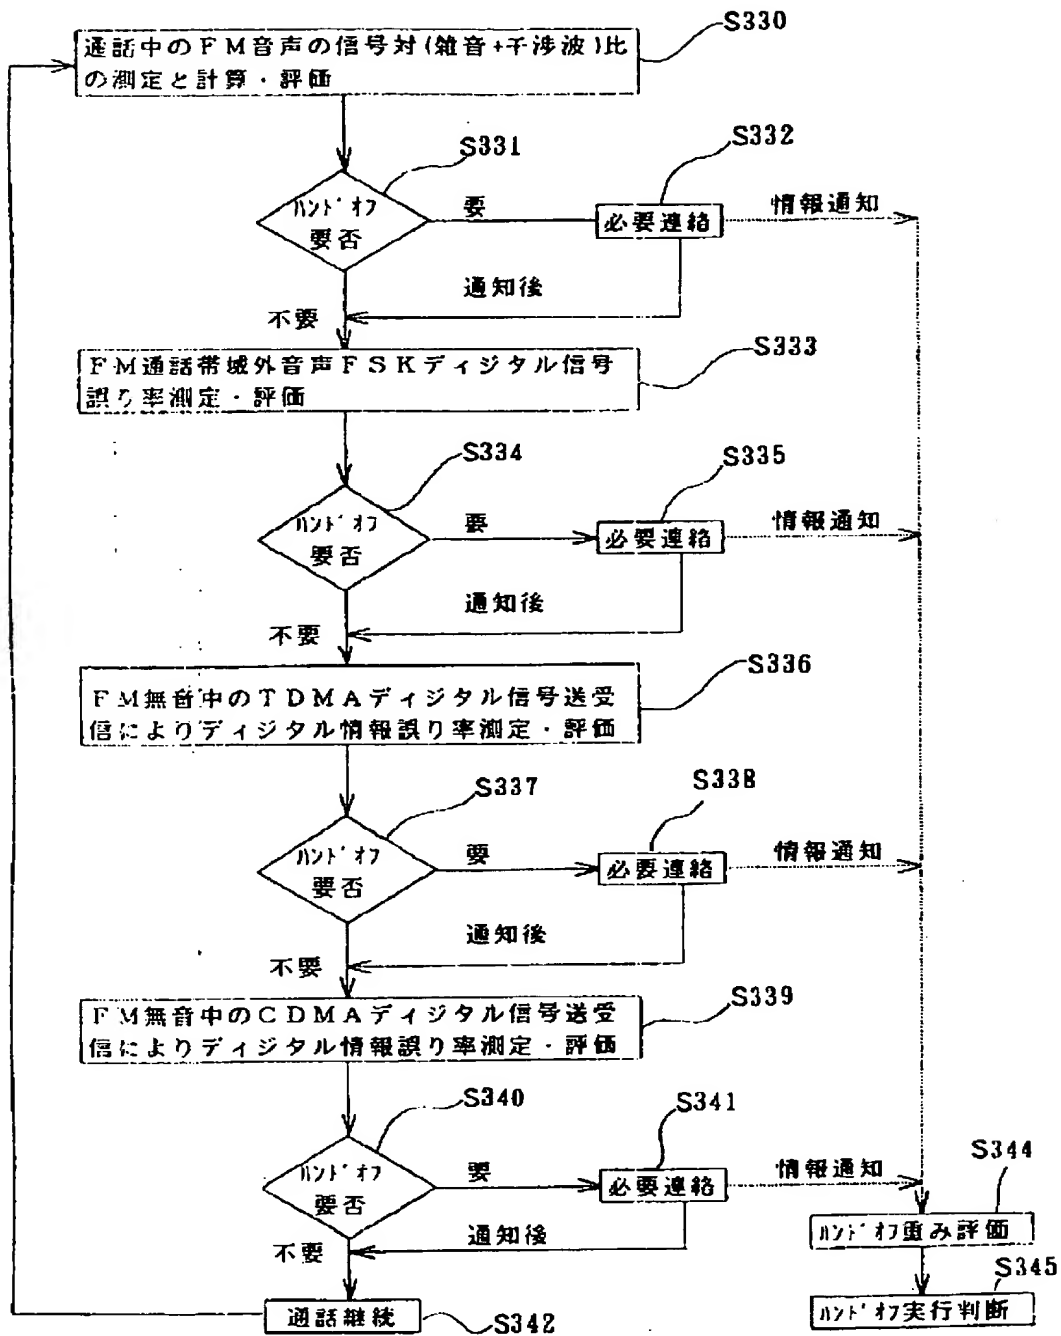 S330
通話中のFM音声の信号対(雑音+干渉波)比
の測定と計算・評価
S331
S332
ハンドオフ
要否
要
必要連絡
情報通知
通知後
不要
S333
FM通話帯域外音声FSKディジタル信号
誤り率測定・評価
S334
S335
ハンドオフ
要否
要
必要連絡
情報通知
通知後
不要
S336
FM無音中のTDMAディジタル信号送受
信によりディジタル情報誤り率測定・評価
S337
S338
ハンドオフ
要否
要
必要連絡
情報通知
通知後
不要
S339
FM無音中のCDMAディジタル信号送受
信によりディジタル情報誤り率測定・評価
S340
S341
ハンドオフ
要否
要
必要連絡
情報通知
通知後
不要
S344
ハンドオフ重み評価
S345
ハンドオフ実行判断
通話継続
S342